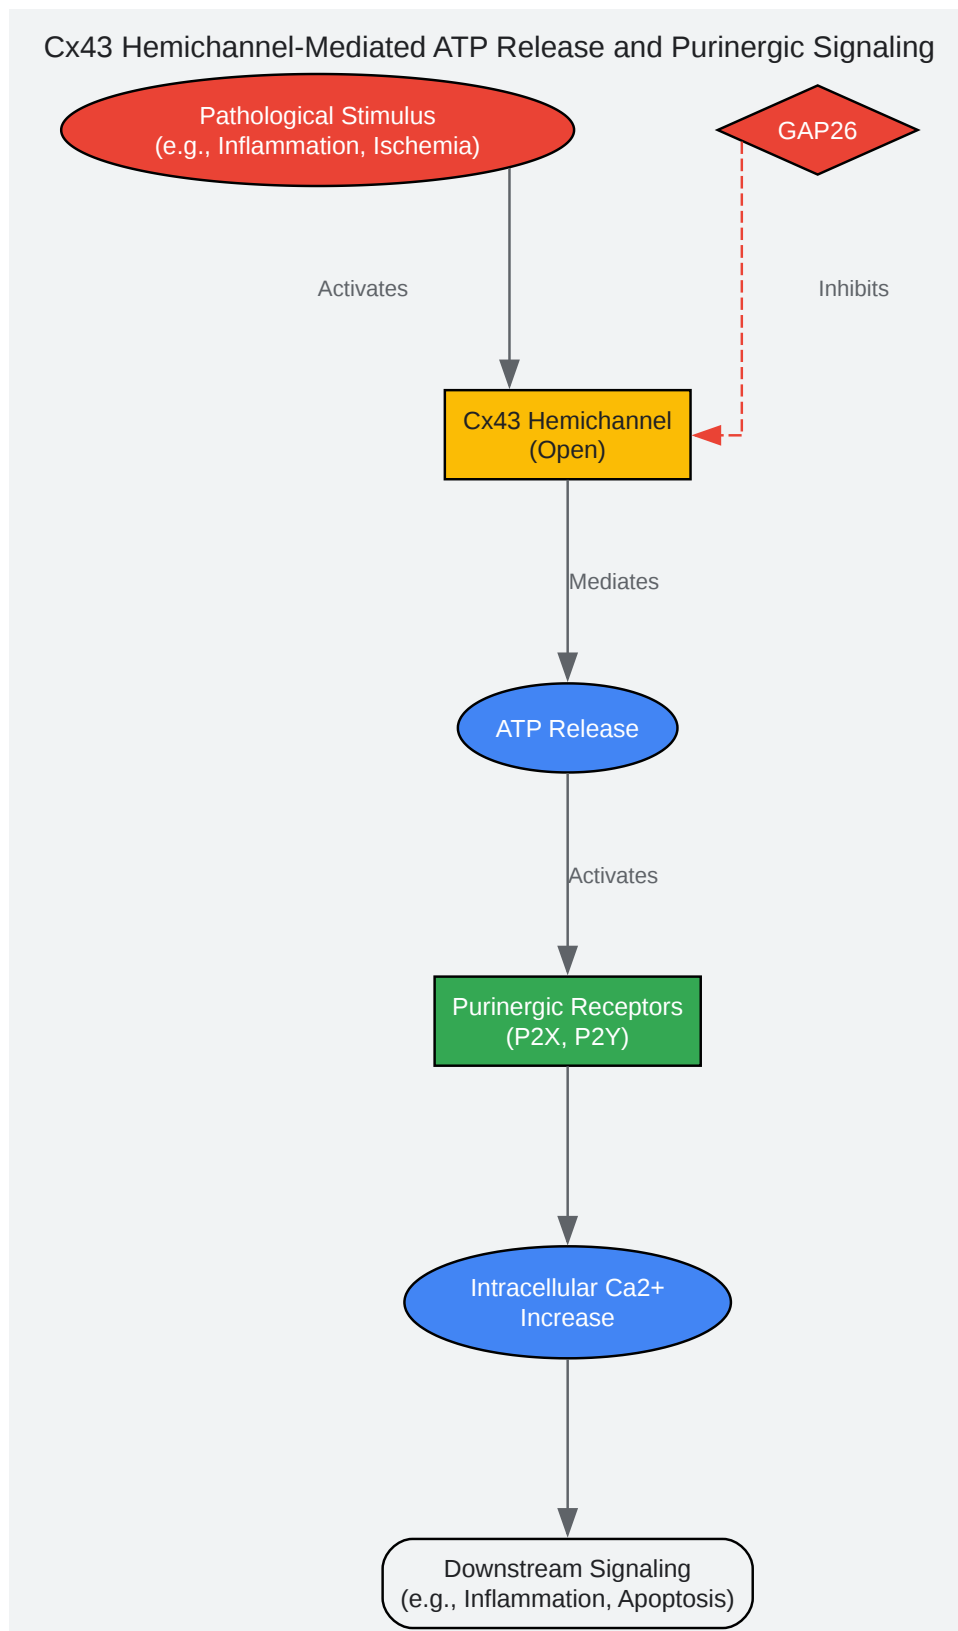 Cx43 Hemichannel-Mediated ATP Release and Purinergic Signaling
Pathological Stimulus
(e.g., Inflammation, Ischemia)
GAP26
Activates
Inhibits
Cx43 Hemichannel
(Open)
Mediates
ATP Release
Activates
Purinergic Receptors
(P2X, P2Y)
Intracellular Ca2+
Increase
Downstream Signaling
(e.g., Inflammation, Apoptosis)